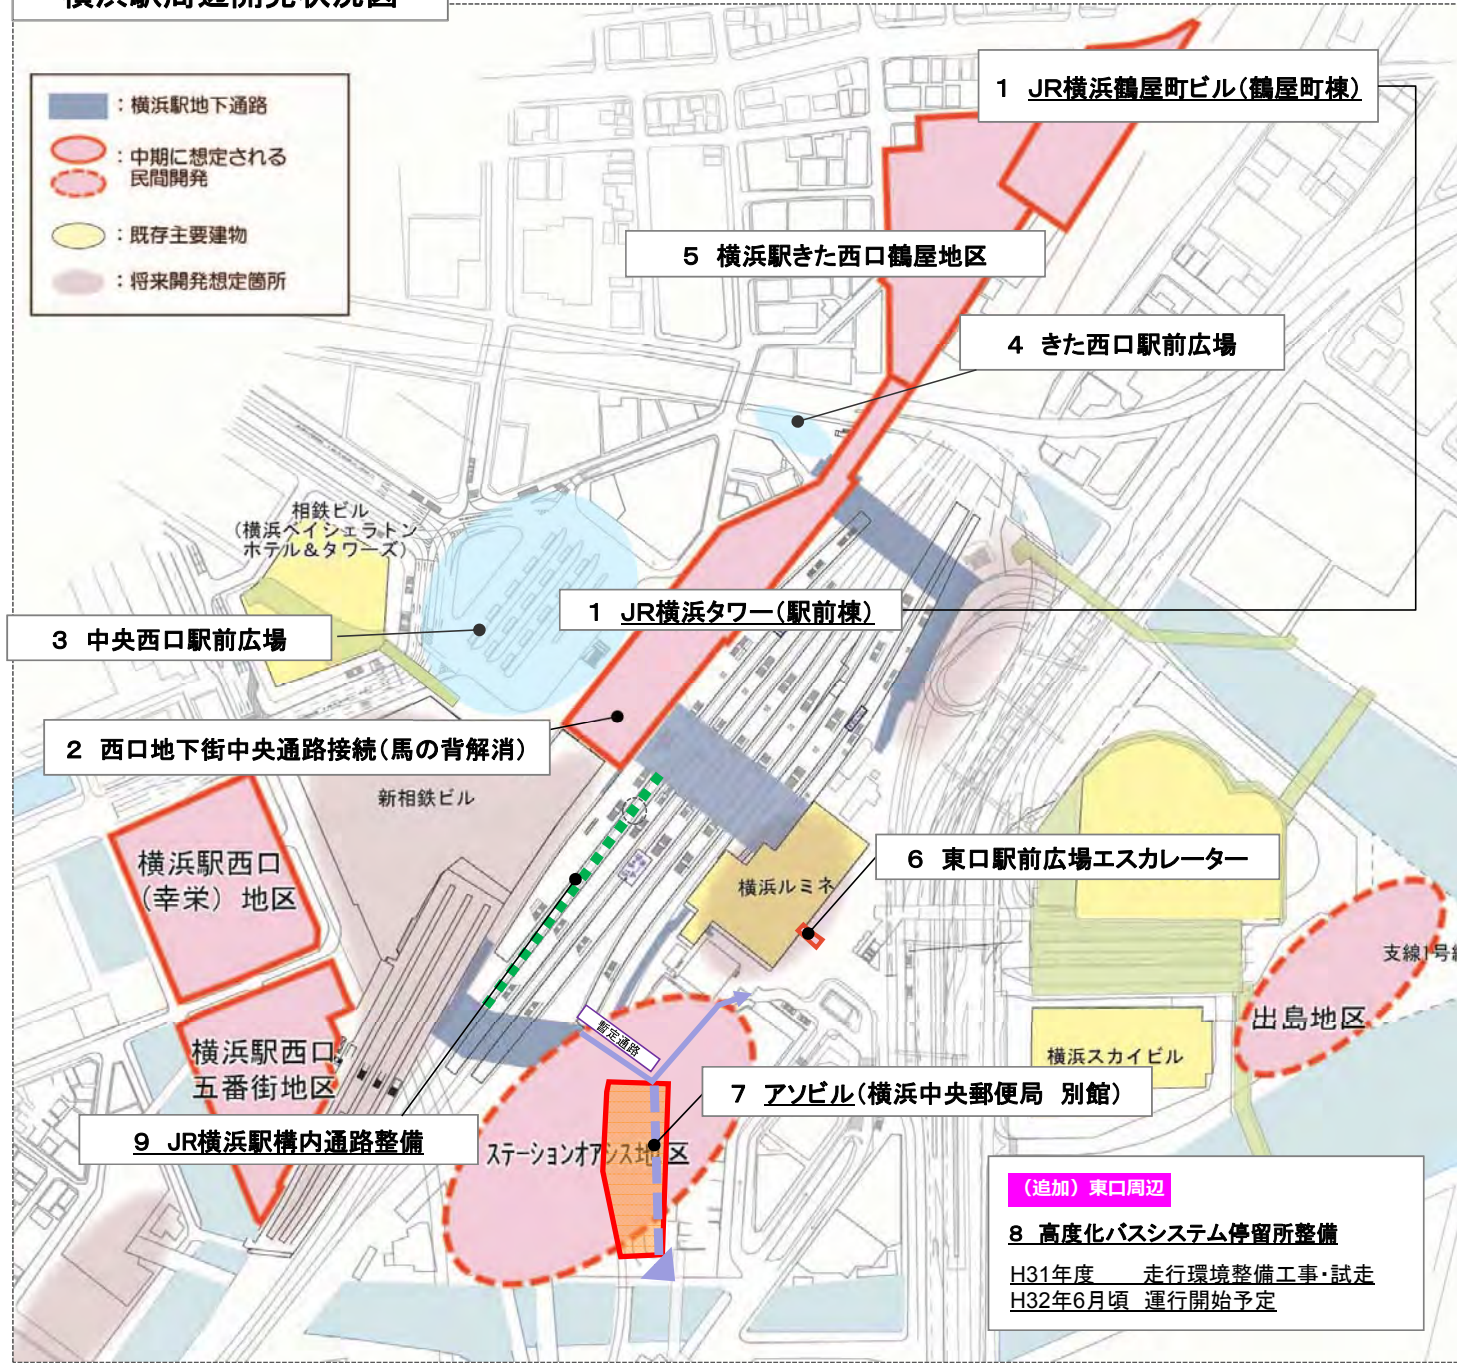 横浜駅周辺開発状況図
：横浜駅地下通路
：中期に想定される
民間開発
：既存主要建物
：将来開発想定箇所
1 JR横浜鶴屋町ビル（鶴屋町棟）
5 横浜駅きた西口鶴屋地区
4 きた西口駅前広場
相鉄ビル
（横浜ベイシェラトン
ホテル＆タワーズ）
1 JR横浜タワー（駅前棟）
3 中央西口駅前広場
2 西口地下街中央通路接続（馬の背解消）
新相鉄ビル
横浜駅西口
（幸栄）地区
横浜ルミネ
6 東口駅前広場エスカレーター
支線1号線
出島地区
横浜駅西口
五番街地区
暫定通路
横浜スカイビル
7 アソビル（横浜中央郵便局 別館）
9 JR横浜駅構内通路整備
ステーションオアシス地区
（追加）東口周辺
8 高度化バスシステム停留所整備
H31年度 走行環境整備工事・試走
H32年6月頃 運行開始予定